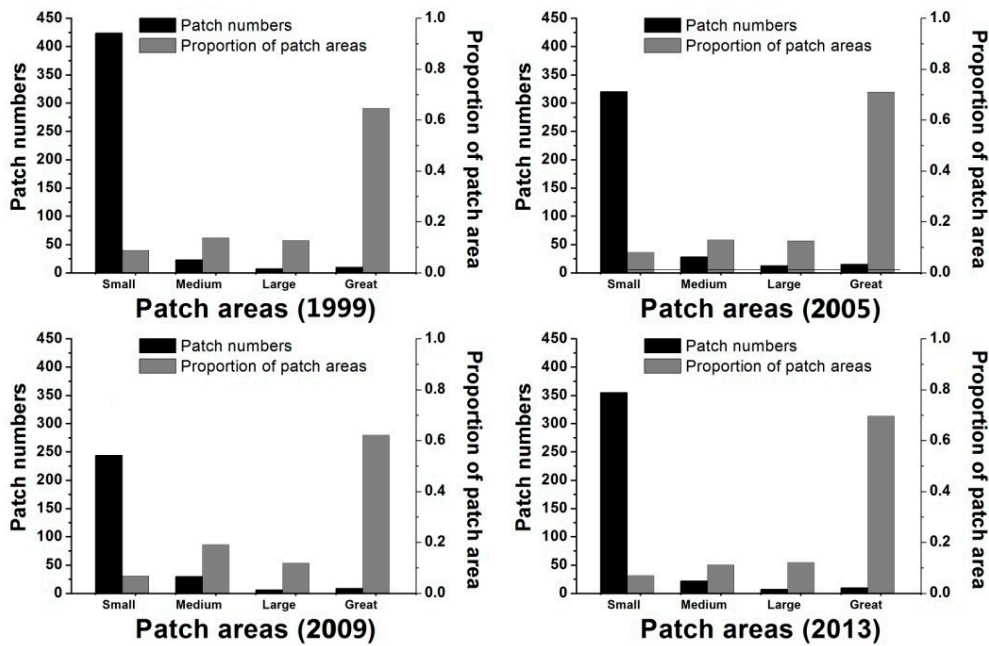 Patch numbers
Proportion of patch areas
450
400
350
300
250
200
150
100
50
0
Patch numbers
1.0
0.8
0.6
0.4
0.2
0.0
Proportion of patch area
Small Medium Large Great
Patch areas (1999)
Patch numbers
Proportion of patch areas
450
400
350
300
250
200
150
100
50
0
Patch numbers
1.0
0.8
0.6
0.4
0.2
0.0
Proportion of patch area
Small Medium Large Great
Patch areas (2005)
Patch numbers
Proportion of patch areas
450
400
350
300
250
200
150
100
50
0
Patch numbers
1.0
0.8
0.6
0.4
0.2
0.0
Proportion of patch area
Small Medium Large Great
Patch areas (2009)
Patch numbers
Proportion of patch areas
450
400
350
300
250
200
150
100
50
0
Patch numbers
1.0
0.8
0.6
0.4
0.2
0.0
Proportion of patch area
Small Medium Large Great
Patch areas (2013)